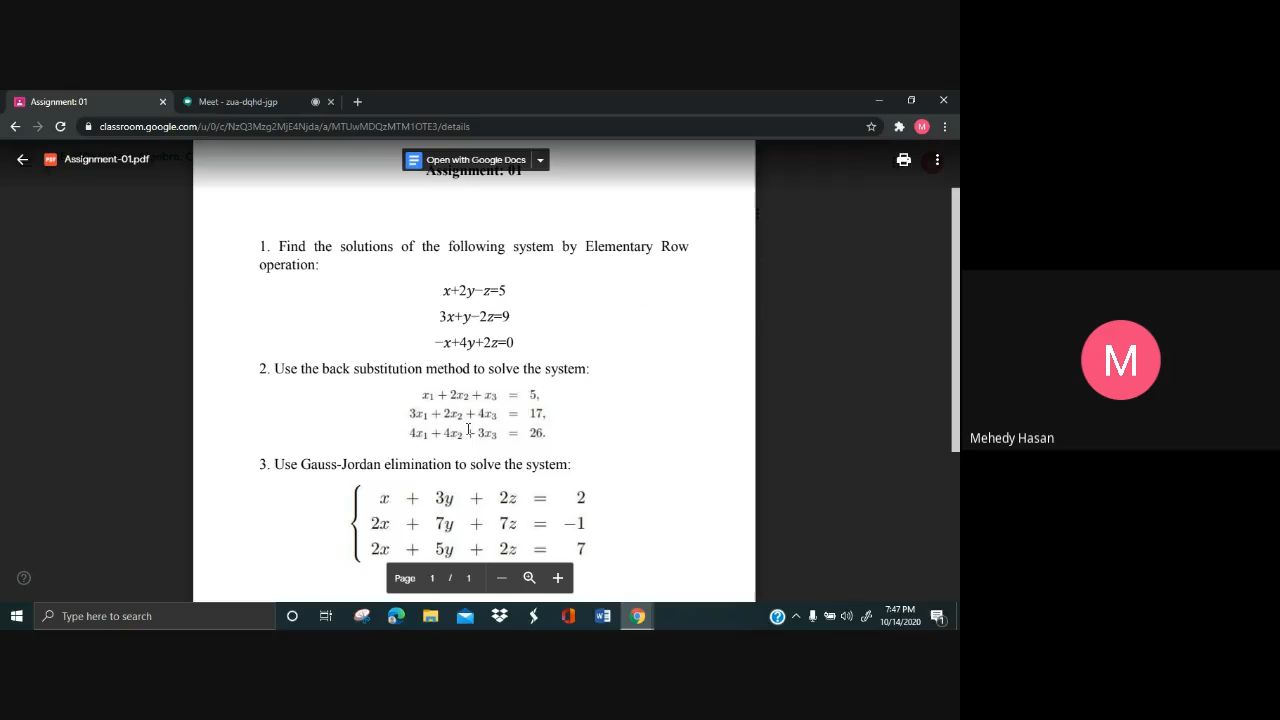 Assignment: 01
Meet - zua-dqhd-jgp
classroom.google.com/u/0/c/NzQ3Mzg2MjE4Njda/a/MTUwMDQzMTM1OTE3/details
M
Assignment-01.pdf
Open with Google Docs
Assignment: 01
1. Find the solutions of the following system by Elementary Row
operation:
x+2y−z=5
3x+y−2z=9
−x+4y+2z=0
2. Use the back substitution method to solve the system:
x₁ + 2x₂ + x₃ = 5,
3x₁ + 2x₂ + 4x₃ = 17,
4x₁ + 4x₂ + 3x₃ = 26.
3. Use Gauss-Jordan elimination to solve the system:
x + 3y + 2z = 2
2x + 7y + 7z = −1
2x + 5y + 2z = 7
Page 1 / 1
Type here to search
7:47 PM
10/14/2020
M
Mehedy Hasan